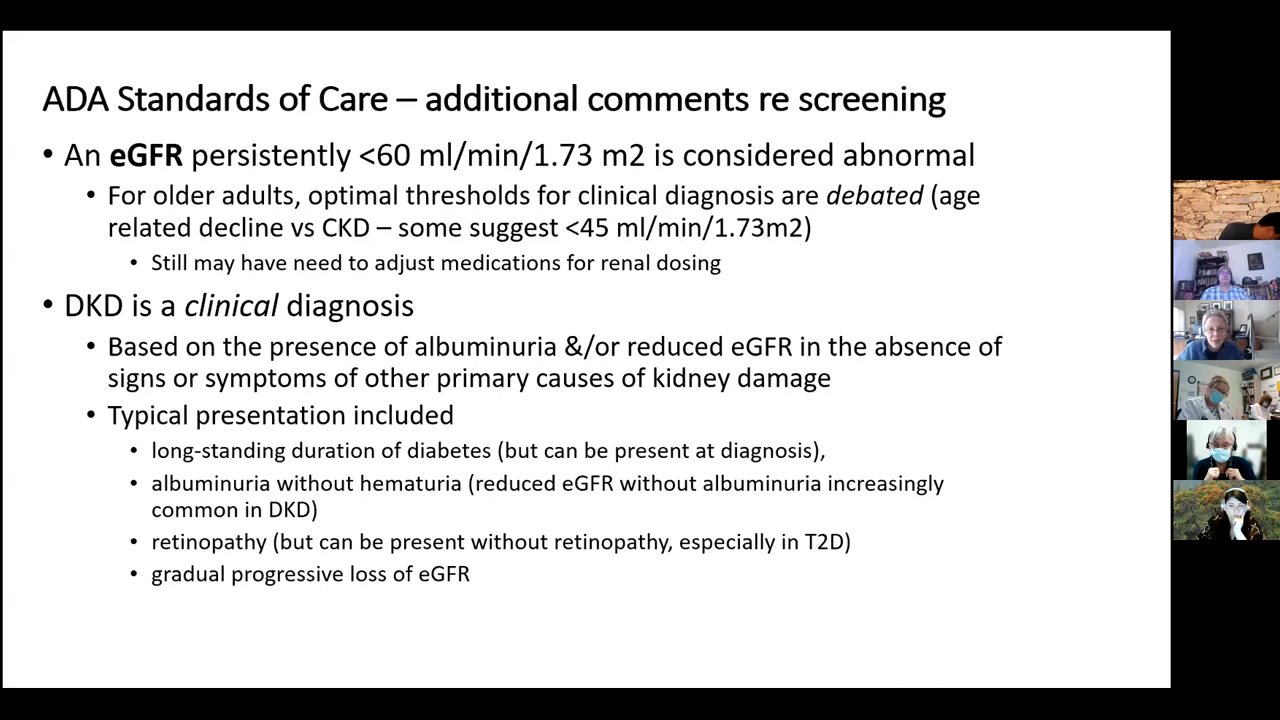 ADA Standards of Care – additional comments re screening
• An eGFR persistently <60 ml/min/1.73 m2 is considered abnormal
• For older adults, optimal thresholds for clinical diagnosis are debated (age
related decline vs CKD – some suggest <45 ml/min/1.73m2)
• Still may have need to adjust medications for renal dosing
• DKD is a clinical diagnosis
• Based on the presence of albuminuria &/or reduced eGFR in the absence of
signs or symptoms of other primary causes of kidney damage
• Typical presentation included
• long-standing duration of diabetes (but can be present at diagnosis),
• albuminuria without hematuria (reduced eGFR without albuminuria increasingly
common in DKD)
• retinopathy (but can be present without retinopathy, especially in T2D)
• gradual progressive loss of eGFR